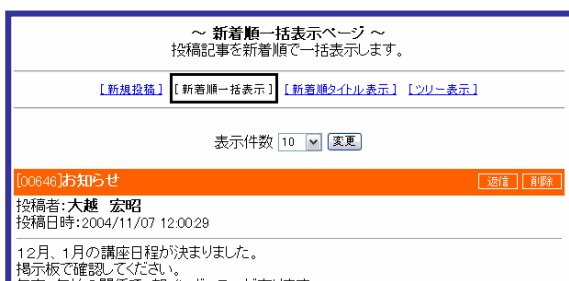 ～ 新着順一括表示ページ ～
投稿記事を新着順で一括表示します。
[新規投稿] [新着順一括表示] [新着順タイトル表示] [ツリー表示]
表示件数 10 変更
[00646]お知らせ 返信 削除
投稿者:大越 宏昭
投稿日時:2004/11/07 12:00:29
12月、1月の講座日程が決まりました。
掲示板で確認してください。